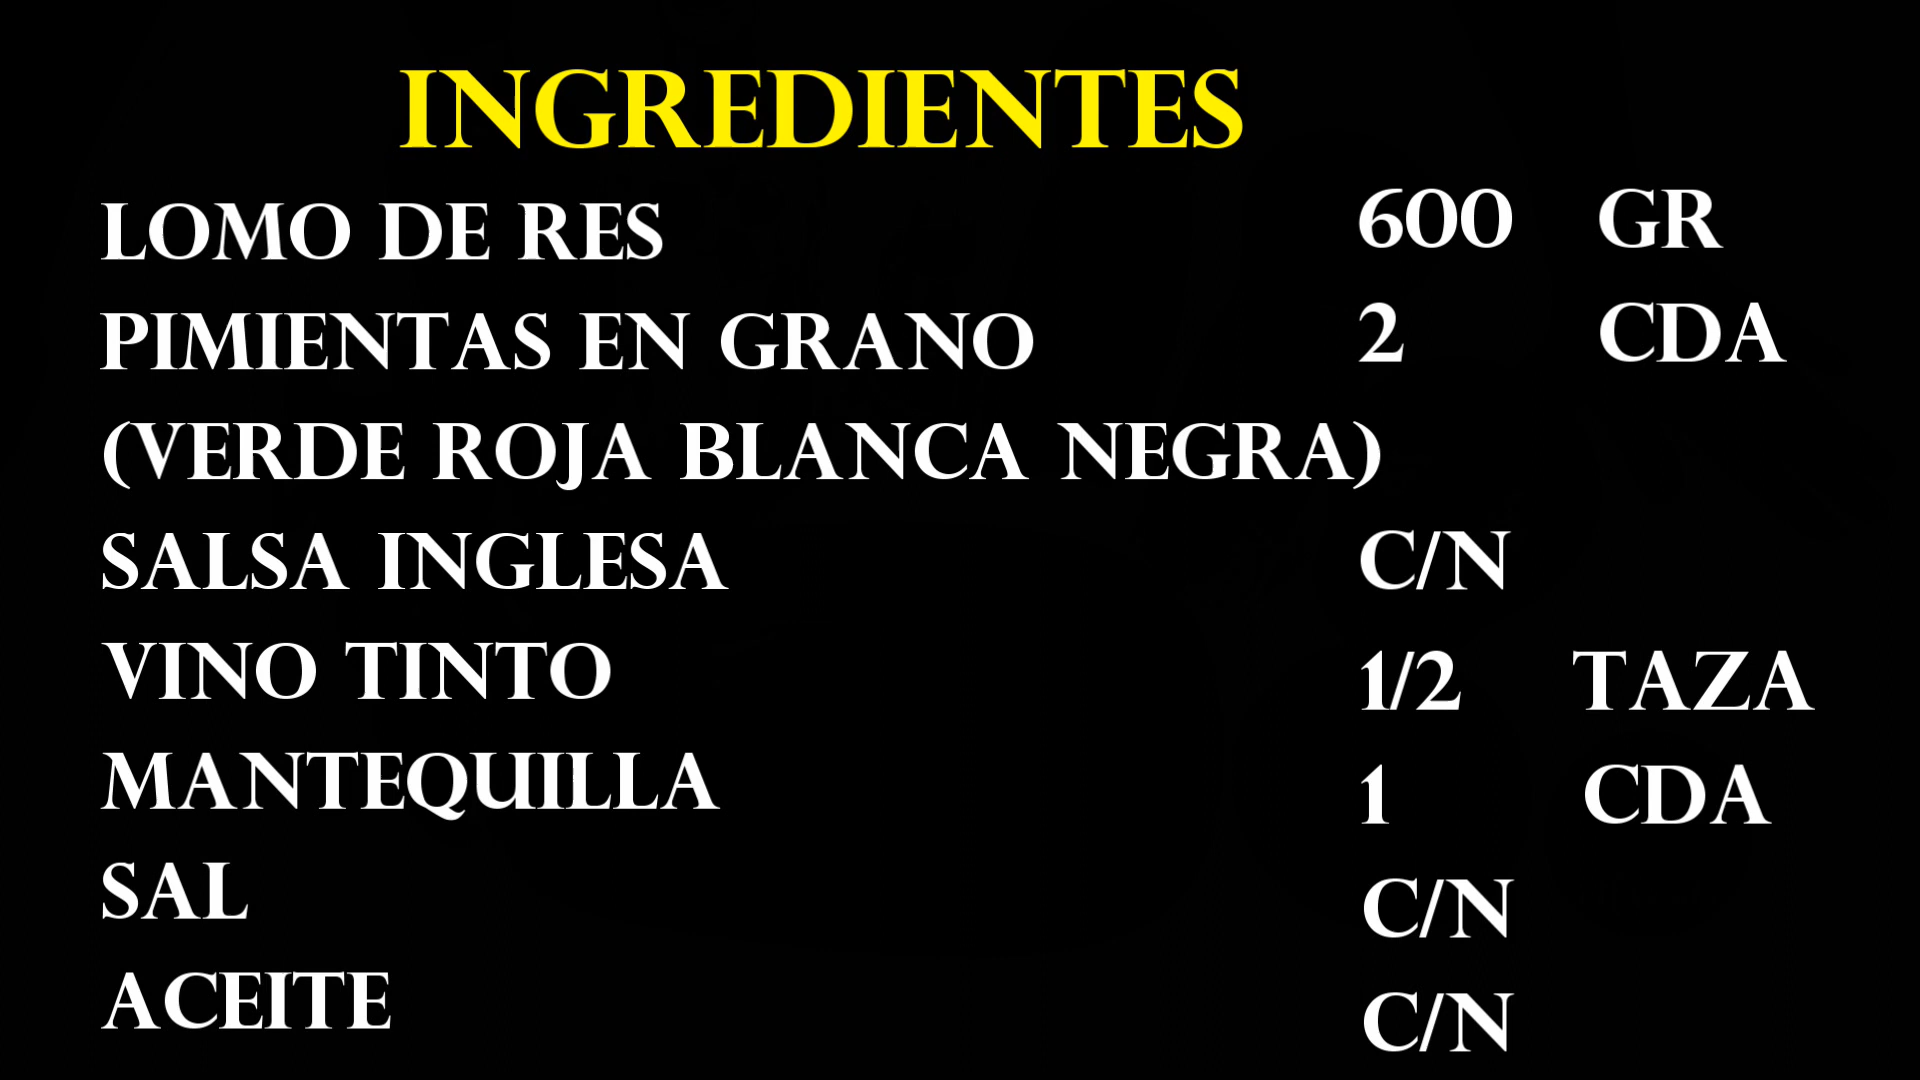 INGREDIENTES
LOMO DE RES 600 GR
PIMIENTAS EN GRANO 2 CDA
(VERDE ROJA BLANCA NEGRA)
SALSA INGLESA C/N
VINO TINTO 1/2 TAZA
MANTEQUILLA 1 CDA
SAL C/N
ACEITE C/N